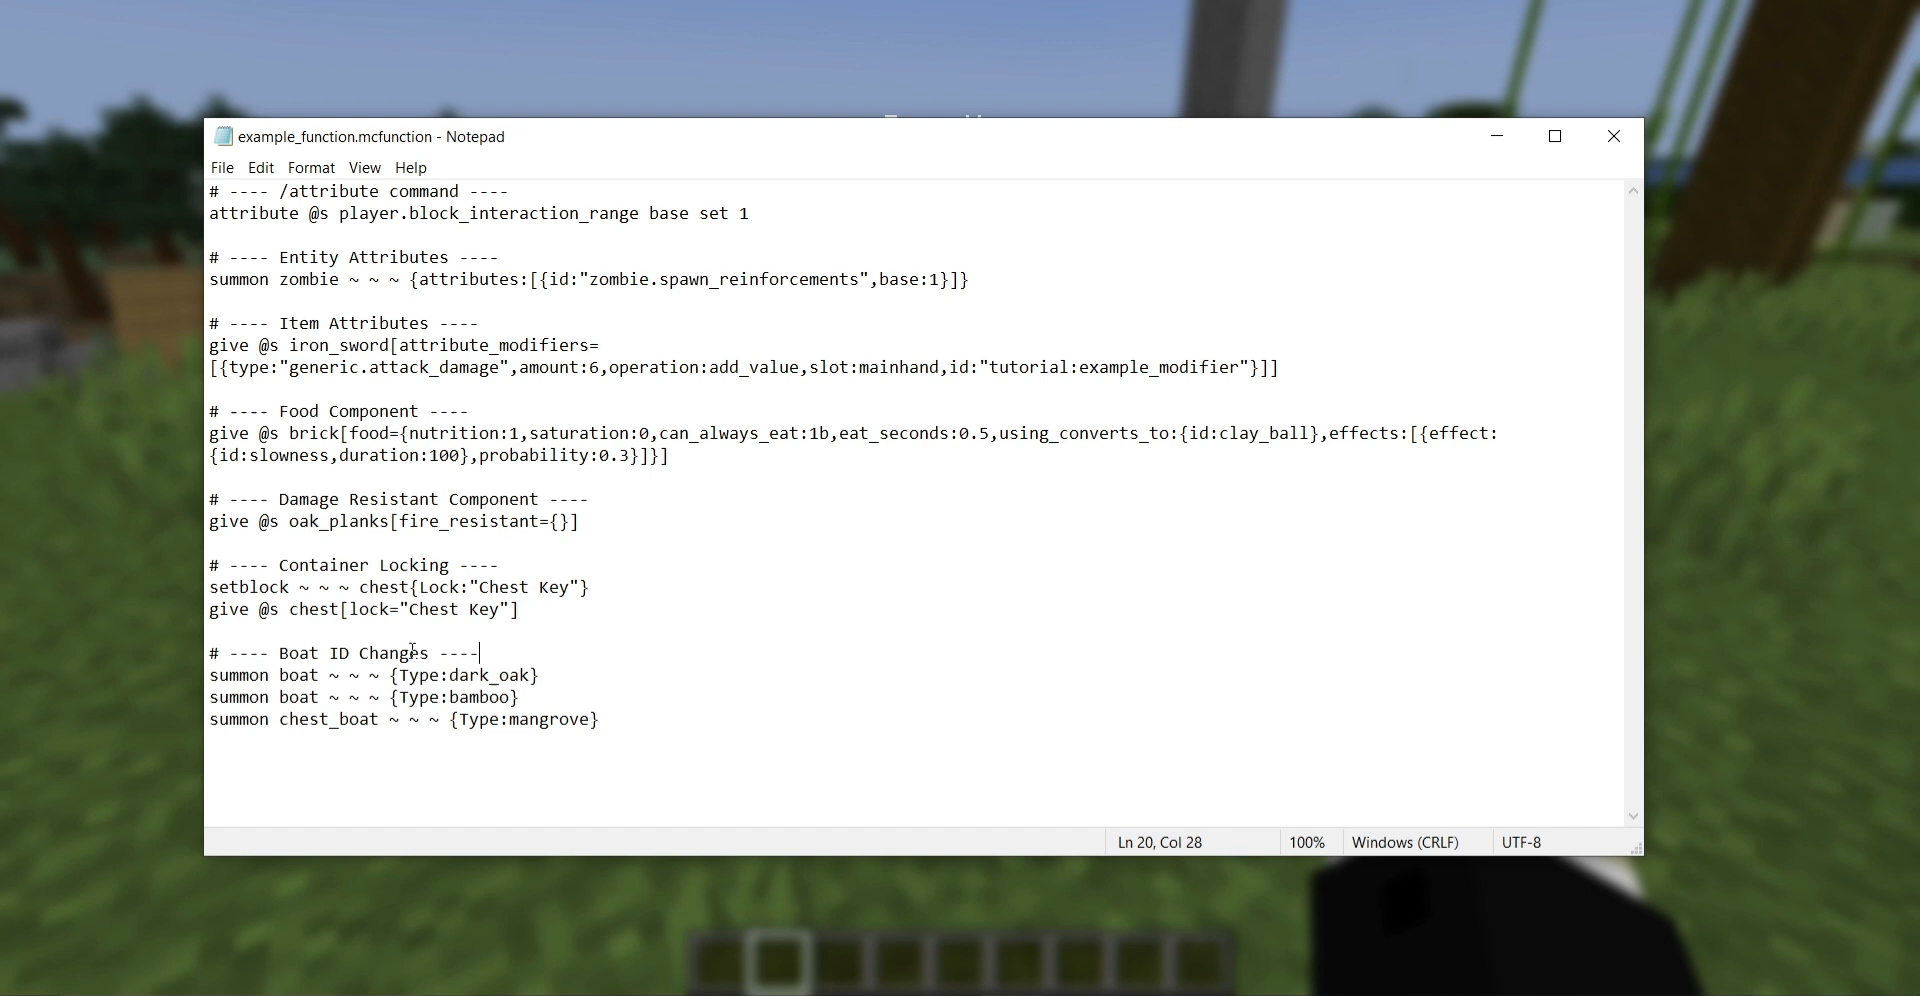 example_function.mcfunction - Notepad
File Edit Format View Help
# ---- /attribute command ----
attribute @s player.block_interaction_range base set 1
# ---- Entity Attributes ----
summon zombie ~ ~ ~ {attributes:[{id:"zombie.spawn_reinforcements",base:1}]}
# ---- Item Attributes ----
give @s iron_sword[attribute_modifiers=
[{type:"generic.attack_damage",amount:6,operation:add_value,slot:mainhand,id:"tutorial:example_modifier"}]]
# ---- Food Component ----
give @s brick[food={nutrition:1,saturation:0,can_always_eat:1b,eat_seconds:0.5,using_converts_to:{id:clay_ball},effects:[{effect:
{id:slowness,duration:100},probability:0.3}]}]
# ---- Damage Resistant Component ----
give @s oak_planks[fire_resistant={}]
# ---- Container Locking ----
setblock ~ ~ ~ chest{Lock:"Chest Key"}
give @s chest[lock="Chest Key"]
# ---- Boat ID Changes ----
summon boat ~ ~ ~ {Type:dark_oak}
summon boat ~ ~ ~ {Type:bamboo}
summon chest_boat ~ ~ ~ {Type:mangrove}
Ln 20, Col 28 100% Windows (CRLF) UTF-8